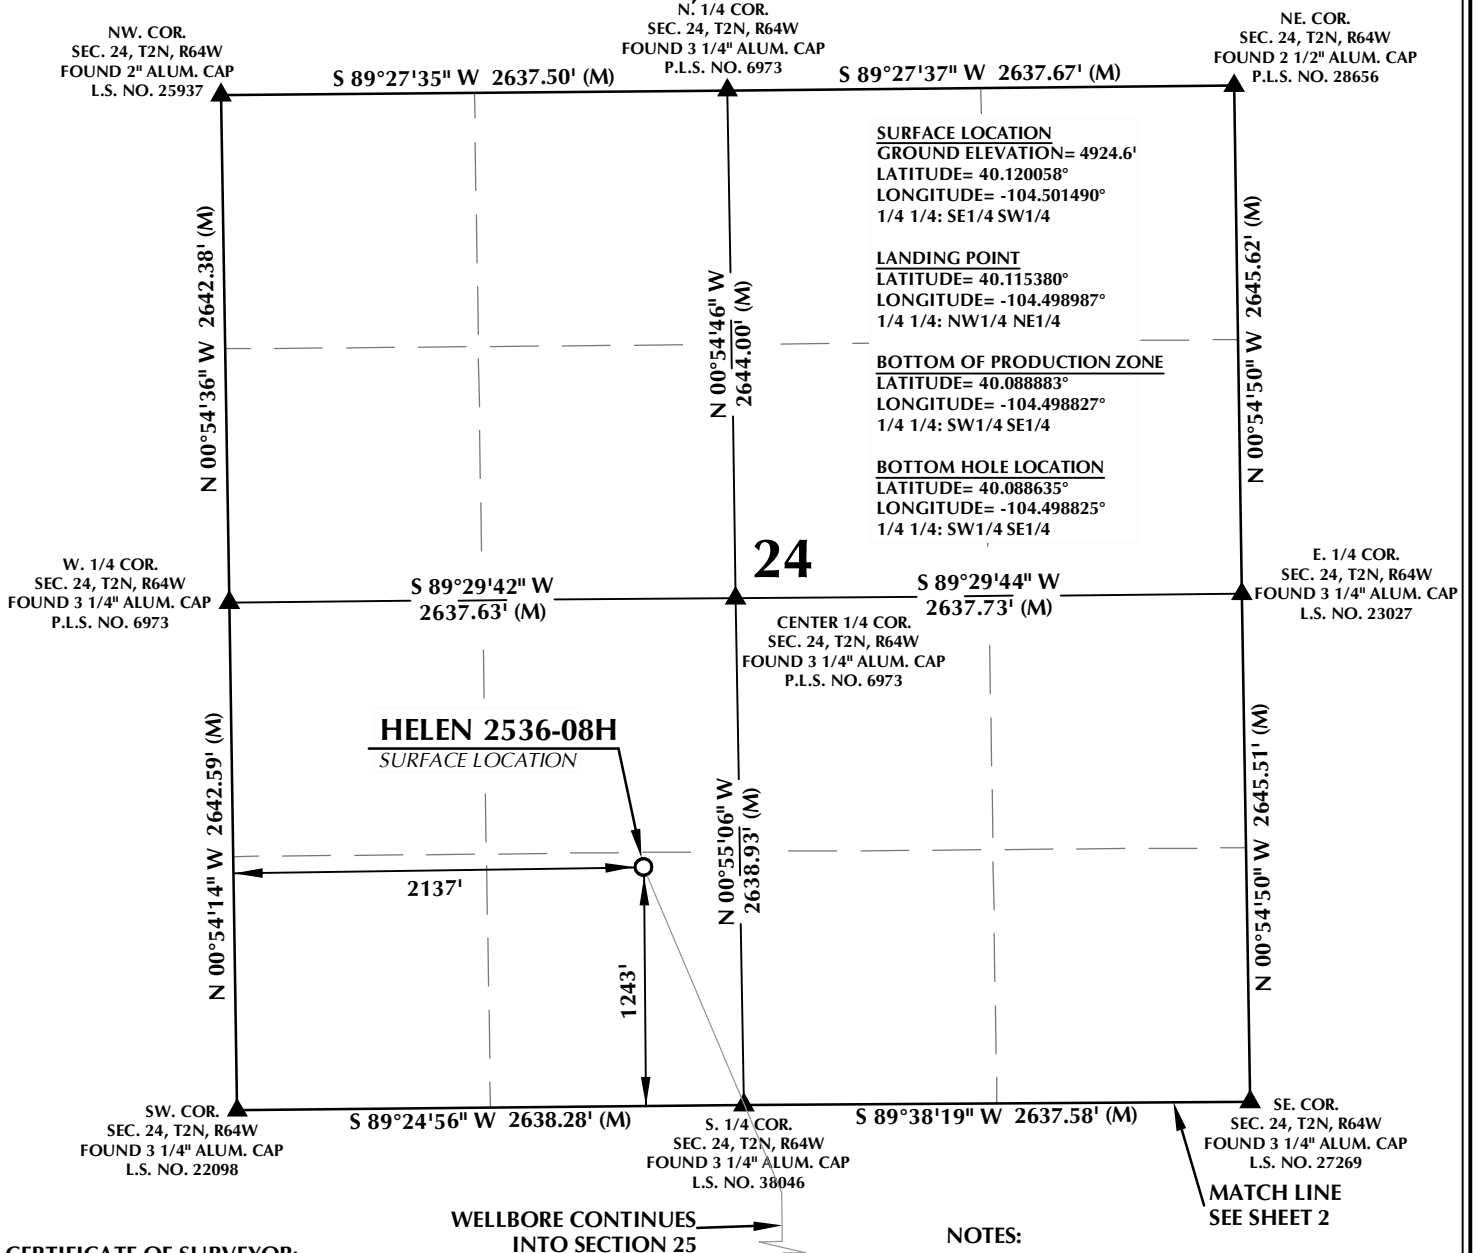 NW. COR.
SEC. 24, T2N, R64W
FOUND 2" ALUM. CAP
L.S. NO. 25937
N. 1/4 COR.
SEC. 24, T2N, R64W
FOUND 3 1/4" ALUM. CAP
P.L.S. NO. 6973
NE. COR.
SEC. 24, T2N, R64W
FOUND 2 1/2" ALUM. CAP
P.L.S. NO. 28656
S 89°27'35" W 2637.50' (M)
S 89°27'37" W 2637.67' (M)
SURFACE LOCATION
GROUND ELEVATION= 4924.6'
LATITUDE= 40.120058°
LONGITUDE= -104.501490°
1/4 1/4: SE1/4 SW1/4
LANDING POINT
LATITUDE= 40.115380°
LONGITUDE= -104.498987°
1/4 1/4: NW1/4 NE1/4
BOTTOM OF PRODUCTION ZONE
LATITUDE= 40.088883°
LONGITUDE= -104.498827°
1/4 1/4: SW1/4 SE1/4
BOTTOM HOLE LOCATION
LATITUDE= 40.088635°
LONGITUDE= -104.498825°
1/4 1/4: SW1/4 SE1/4
N 00°54'36" W 2642.38' (M)
N 00°54'46" W
2644.00' (M)
N 00°54'50" W 2645.62' (M)
24
W. 1/4 COR.
SEC. 24, T2N, R64W
FOUND 3 1/4" ALUM. CAP
P.L.S. NO. 6973
S 89°29'42" W
2637.63' (M)
S 89°29'44" W
2637.73' (M)
E. 1/4 COR.
SEC. 24, T2N, R64W
FOUND 3 1/4" ALUM. CAP
L.S. NO. 23027
CENTER 1/4 COR.
SEC. 24, T2N, R64W
FOUND 3 1/4" ALUM. CAP
P.L.S. NO. 6973
HELEN 2536-08H
SURFACE LOCATION
N 00°54'14" W 2642.59' (M)
N 00°55'06" W
2638.93' (M)
N 00°54'50" W 2645.51' (M)
2137'
1243'
SW. COR.
SEC. 24, T2N, R64W
FOUND 3 1/4" ALUM. CAP
L.S. NO. 22098
S 89°24'56" W 2638.28' (M)
S. 1/4 COR.
SEC. 24, T2N, R64W
FOUND 3 1/4" ALUM. CAP
L.S. NO. 38046
S 89°38'19" W 2637.58' (M)
SE. COR.
SEC. 24, T2N, R64W
FOUND 3 1/4" ALUM. CAP
L.S. NO. 27269
MATCH LINE
SEE SHEET 2
WELLBORE CONTINUES
INTO SECTION 25
NOTES:
CERTIFICATE OF SURVEYOR: